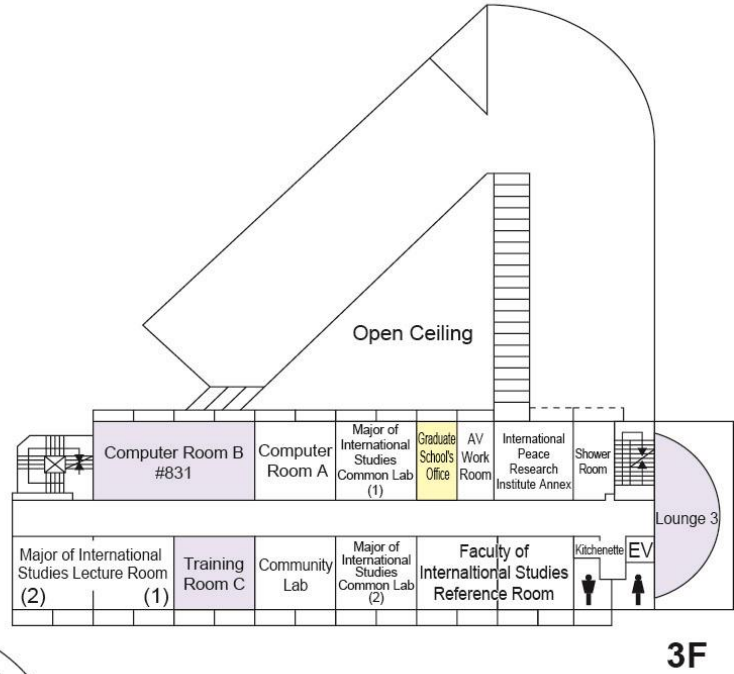 Open Ceiling
Computer Room B
#831
Computer
Room A
Major of
International
Studies
Common Lab
(1)
Graduate
School's
Office
AV
Work
Room
International
Peace
Research
Institute Annex
Shower
Room
Lounge 3
Major of International
Studies Lecture Room
(2) (1)
Training
Room C
Community
Lab
Major of
International
Studies
Common Lab
(2)
Faculty of
Internaltional Studies
Reference Room
Kitchenette
EV
3F